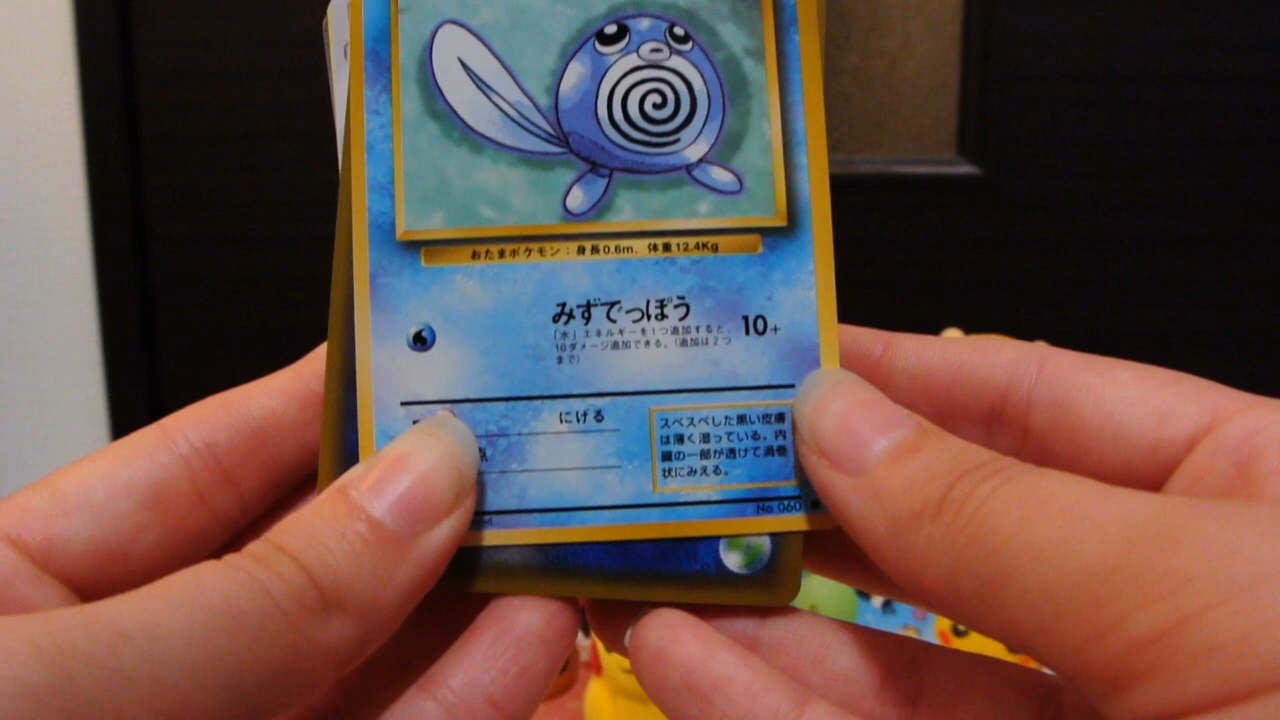 おたまポケモン：身長0.6m. 体重12.4Kg
みずでっぽう
10+
「水」エネルギーを1つ追加すると、
10ダメージ追加できる。（追加は2つ
まで）
にげる
点
スベスベした黒い皮膚
は薄く湿っている。内
臓の一部が透けて渦巻
状にみえる。
No.060